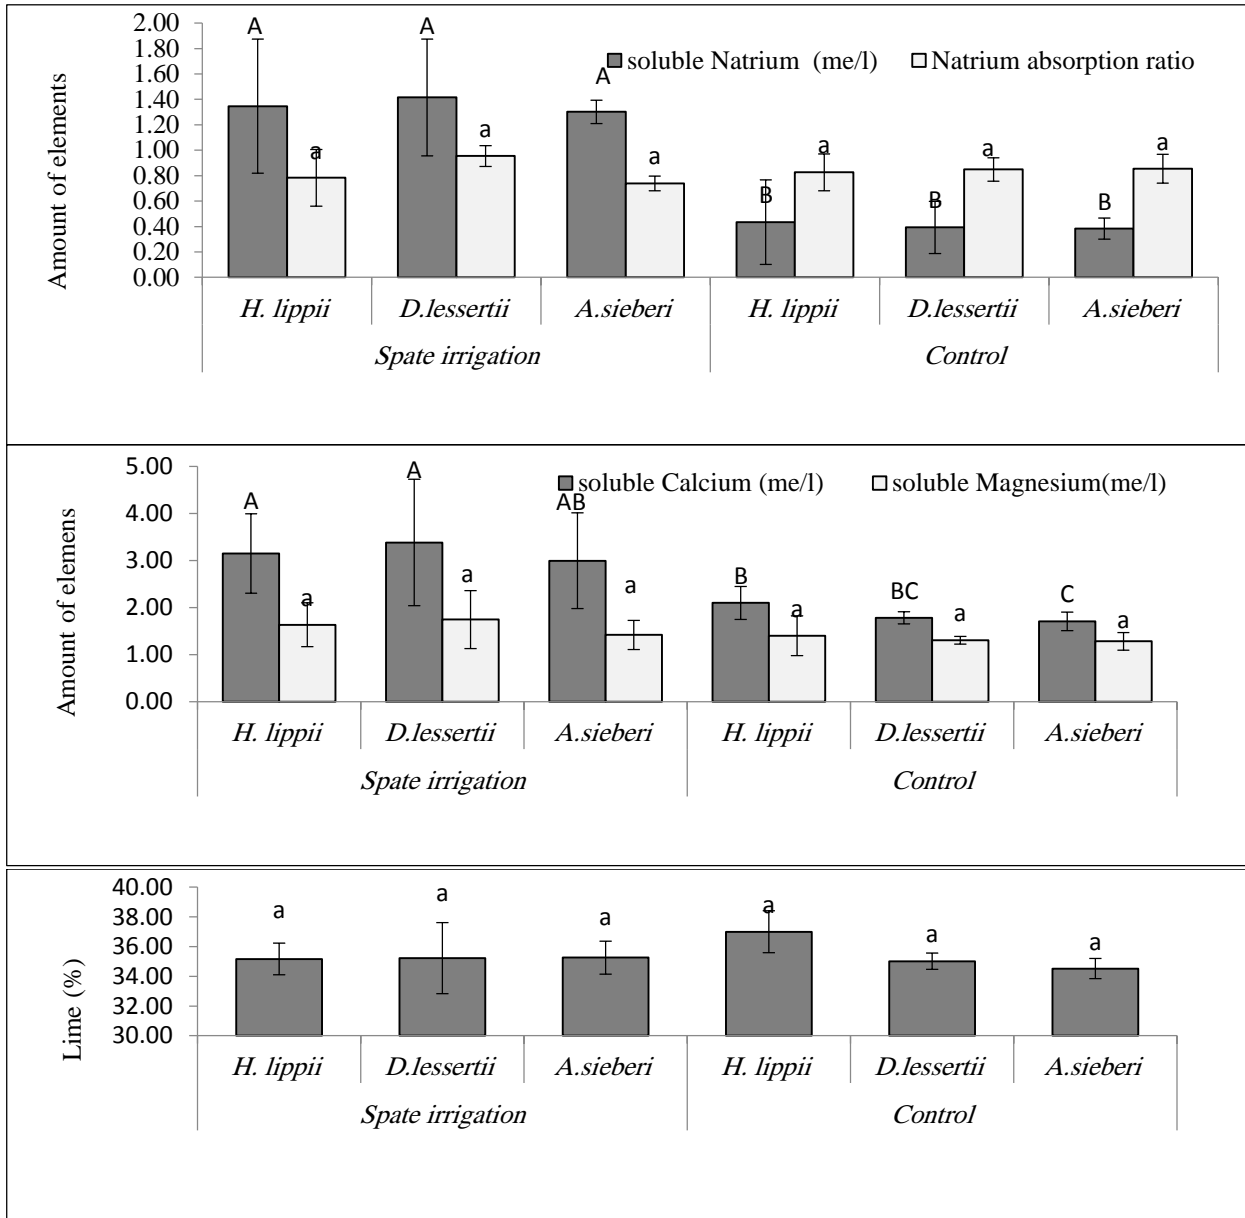 2.00
1.80
1.60
1.40
1.20
1.00
0.80
0.60
0.40
0.20
0.00
Amount of elements
soluble Natrium (me/l) Natrium absorption ratio
A A A B B B
a a a a a a
H. lippii D.lessertii A.sieberi H. lippii D.lessertii A.sieberi
Spate irrigation Control
5.00
4.00
3.00
2.00
1.00
0.00
Amount of elemens
soluble Calcium (me/l) soluble Magnesium(me/l)
A A AB B BC C
a a a a a a
H. lippii D.lessertii A.sieberi H. lippii D.lessertii A.sieberi
Spate irrigation Control
40.00
38.00
36.00
34.00
32.00
30.00
Lime (%)
a a a a a a
H. lippii D.lessertii A.sieberi H. lippii D.lessertii A.sieberi
Spate irrigation Control